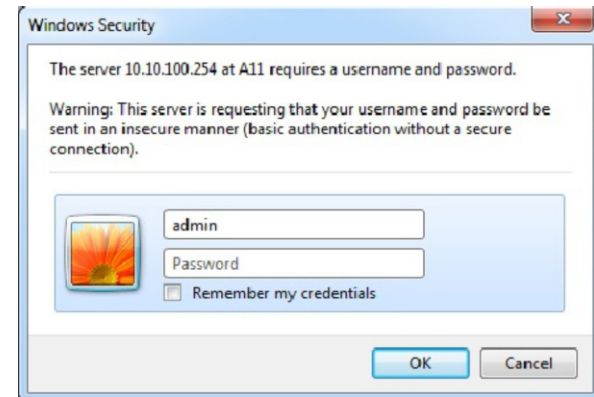 Windows Security
The server 10.10.100.254 at A11 requires a username and password.
Warning: This server is requesting that your username and password be
sent in an insecure manner (basic authentication without a secure
connection).
admin
Password
Remember my credentials
OK
Cancel